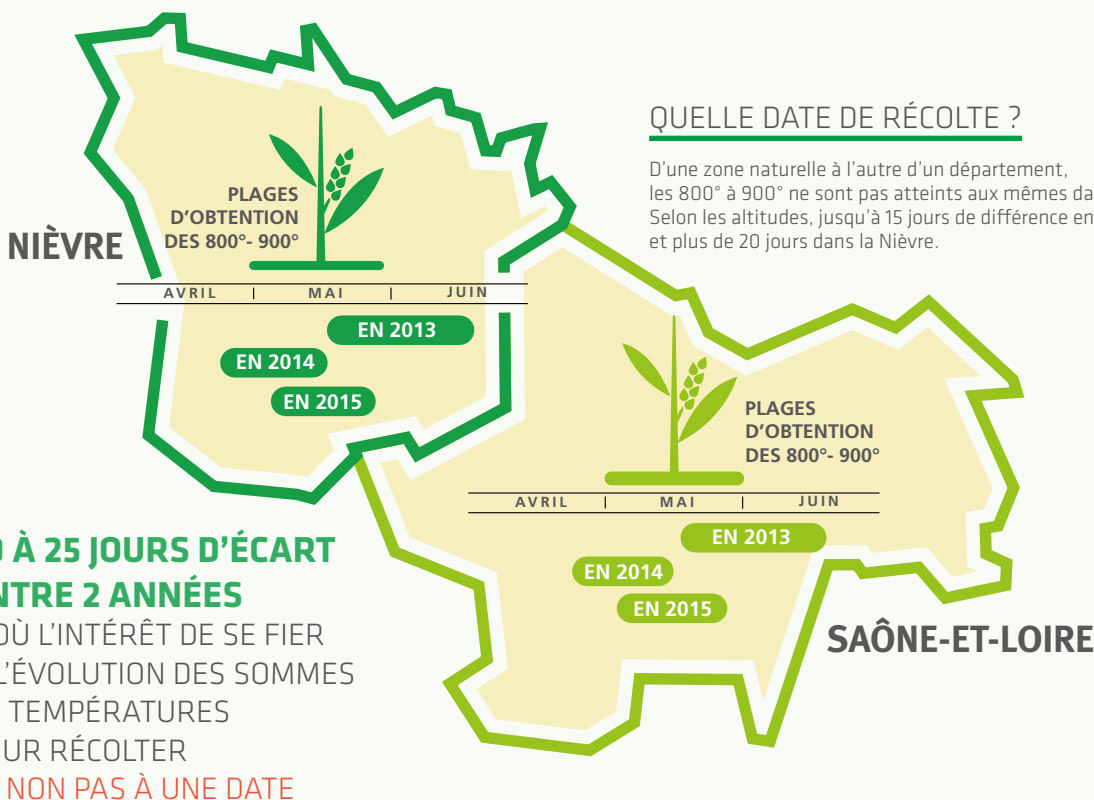 QUELLE DATE DE RÉCOLTE ?
D'une zone naturelle à l'autre d'un département,
les 800° à 900° ne sont pas atteints aux mêmes
Selon les altitudes, jusqu'à 15 jours de différence
et plus de 20 jours dans la Nièvre.
NIÈVRE
PLAGES
D'OBTENTION
DES 800°- 900°
AVRIL | MAI | JUIN
EN 2013
EN 2014
EN 2015
PLAGES
D'OBTENTION
DES 800°- 900°
AVRIL | MAI | JUIN
EN 2013
EN 2014
EN 2015
SAÔNE-ET-LOIRE
À 25 JOURS D'ÉCART
2 ANNÉES
OÙ L'INTÉRÊT DE SE FIER
L'ÉVOLUTION DES SOMMES
TEMPÉRATURES
RÉCOLTER
NON PAS À UNE DATE